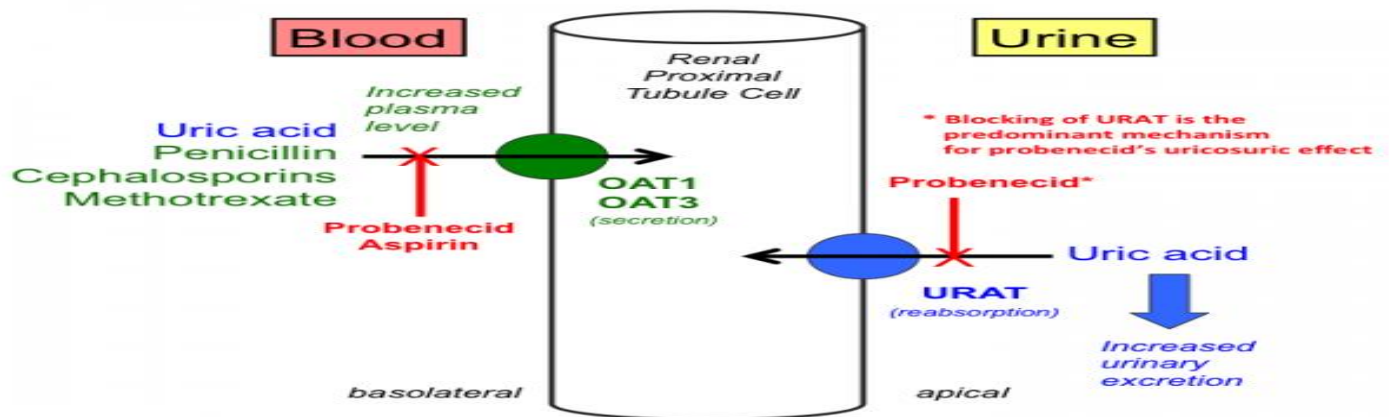 Blood
Urine
Renal
Proximal
Tubule Cell
Increased
plasma
level
Uric acid
Penicillin
Cephalosporins
Methotrexate
Probenecid
Aspirin
OAT1
OAT3
(secretion)
* Blocking of URAT is the
predominant mechanism
for probenecid's uricosuric effect
Probenecid*
Uric acid
URAT
(reabsorption)
Increased
urinary
excretion
basolateral
apical